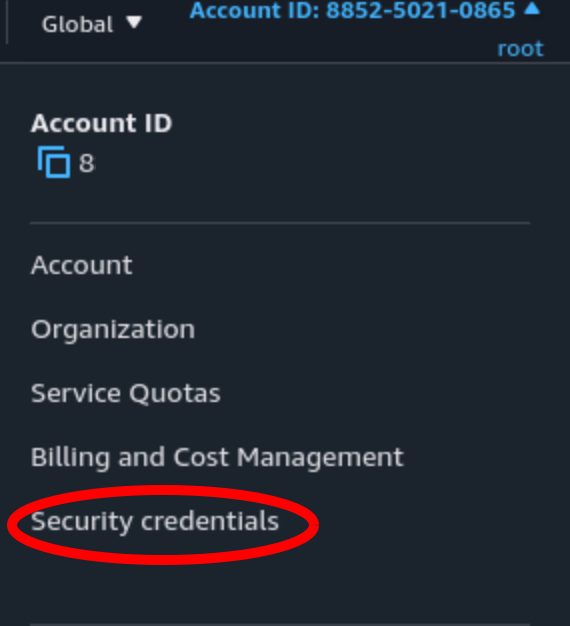 Global
Account ID: 8852-5021-0865
root
Account ID
8
Account
Organization
Service Quotas
Billing and Cost Management
Security credentials